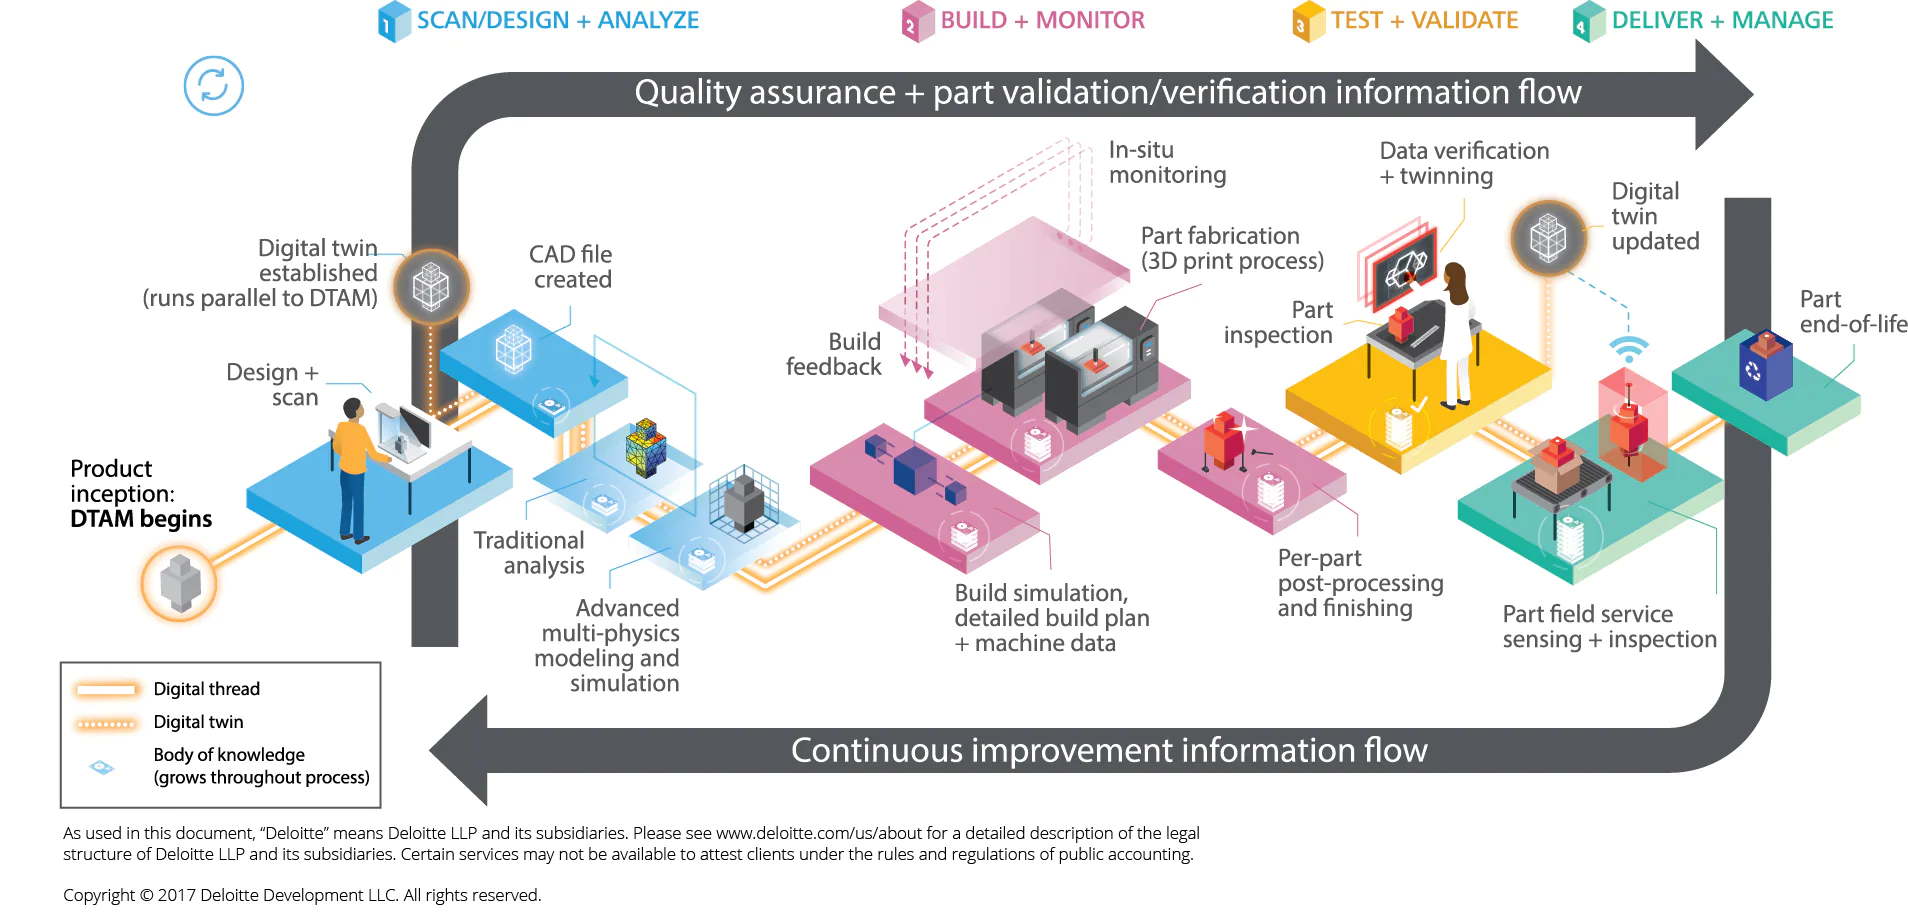 1 SCAN/DESIGN + ANALYZE
2 BUILD + MONITOR
3 TEST + VALIDATE
4 DELIVER + MANAGE
Quality assurance + part validation/verification information flow
In-situ
monitoring
Data verification
+ twinning
Digital
twin
updated
Digital twin
established
(runs parallel to DTAM)
CAD file
created
Part fabrication
(3D print process)
Part
inspection
Part
end-of-life
Build
feedback
Design +
scan
Product
inception:
DTAM begins
Traditional
analysis
Advanced
multi-physics
modeling and
simulation
Build simulation,
detailed build plan
+ machine data
Per-part
post-processing
and finishing
Part field service
sensing + inspection
Digital thread
Digital twin
Body of knowledge
(grows throughout process)
Continuous improvement information flow
As used in this document, “Deloitte” means Deloitte LLP and its subsidiaries. Please see www.deloitte.com/us/about for a detailed description of the legal
structure of Deloitte LLP and its subsidiaries. Certain services may not be available to attest clients under the rules and regulations of public accounting.
Copyright © 2017 Deloitte Development LLC. All rights reserved.